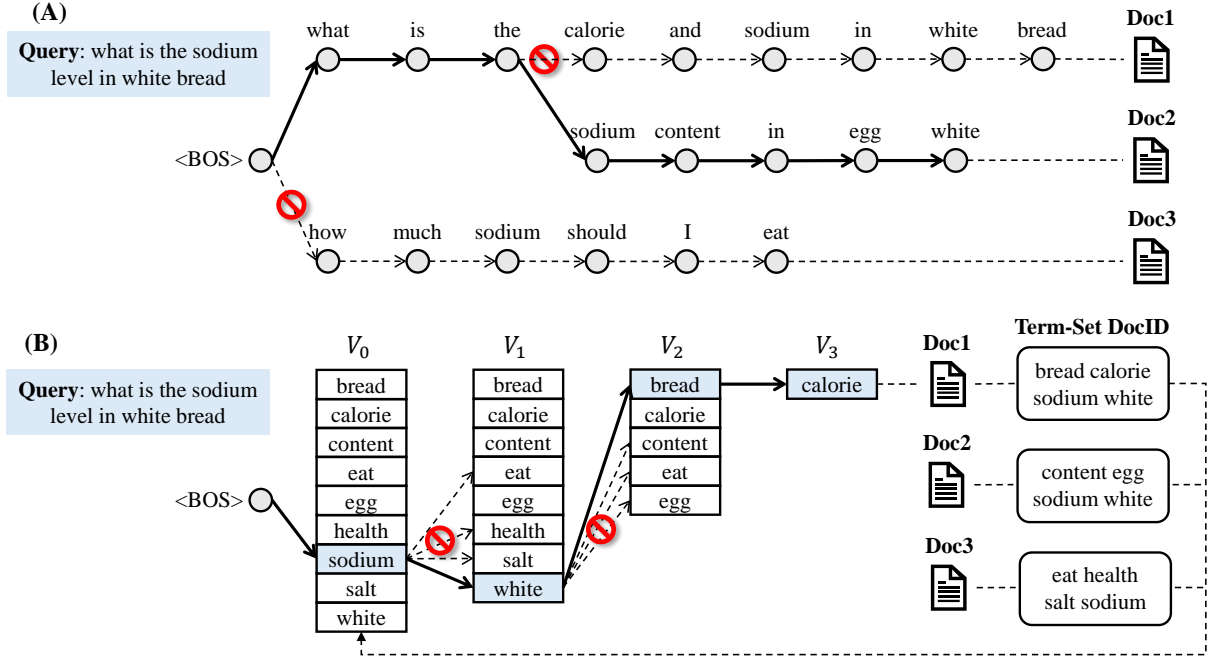 (A)
Query: what is the sodium
level in white bread
what is the calorie and sodium in white bread
Doc1
<BOS>
sodium content in egg white
Doc2
how much sodium should I eat
Doc3
(B)
Query: what is the sodium
level in white bread
<BOS>
V0
bread
calorie
content
eat
egg
health
sodium
salt
white
V1
bread
calorie
content
eat
egg
health
salt
white
V2
bread
calorie
content
eat
egg
V3
calorie
Term-Set DocID
Doc1
bread calorie
sodium white
Doc2
content egg
sodium white
Doc3
eat health
salt sodium